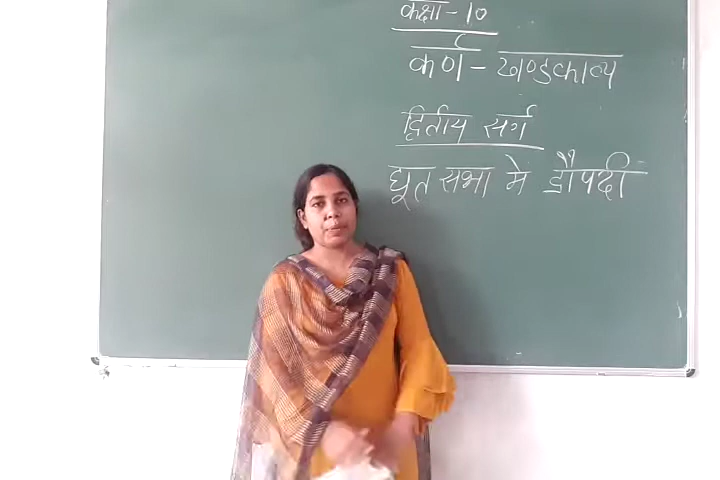 कक्षा - 10
कर्ण - खण्डकाव्य
द्वितीय सर्ग
द्यूत सभा मे द्रौपदी